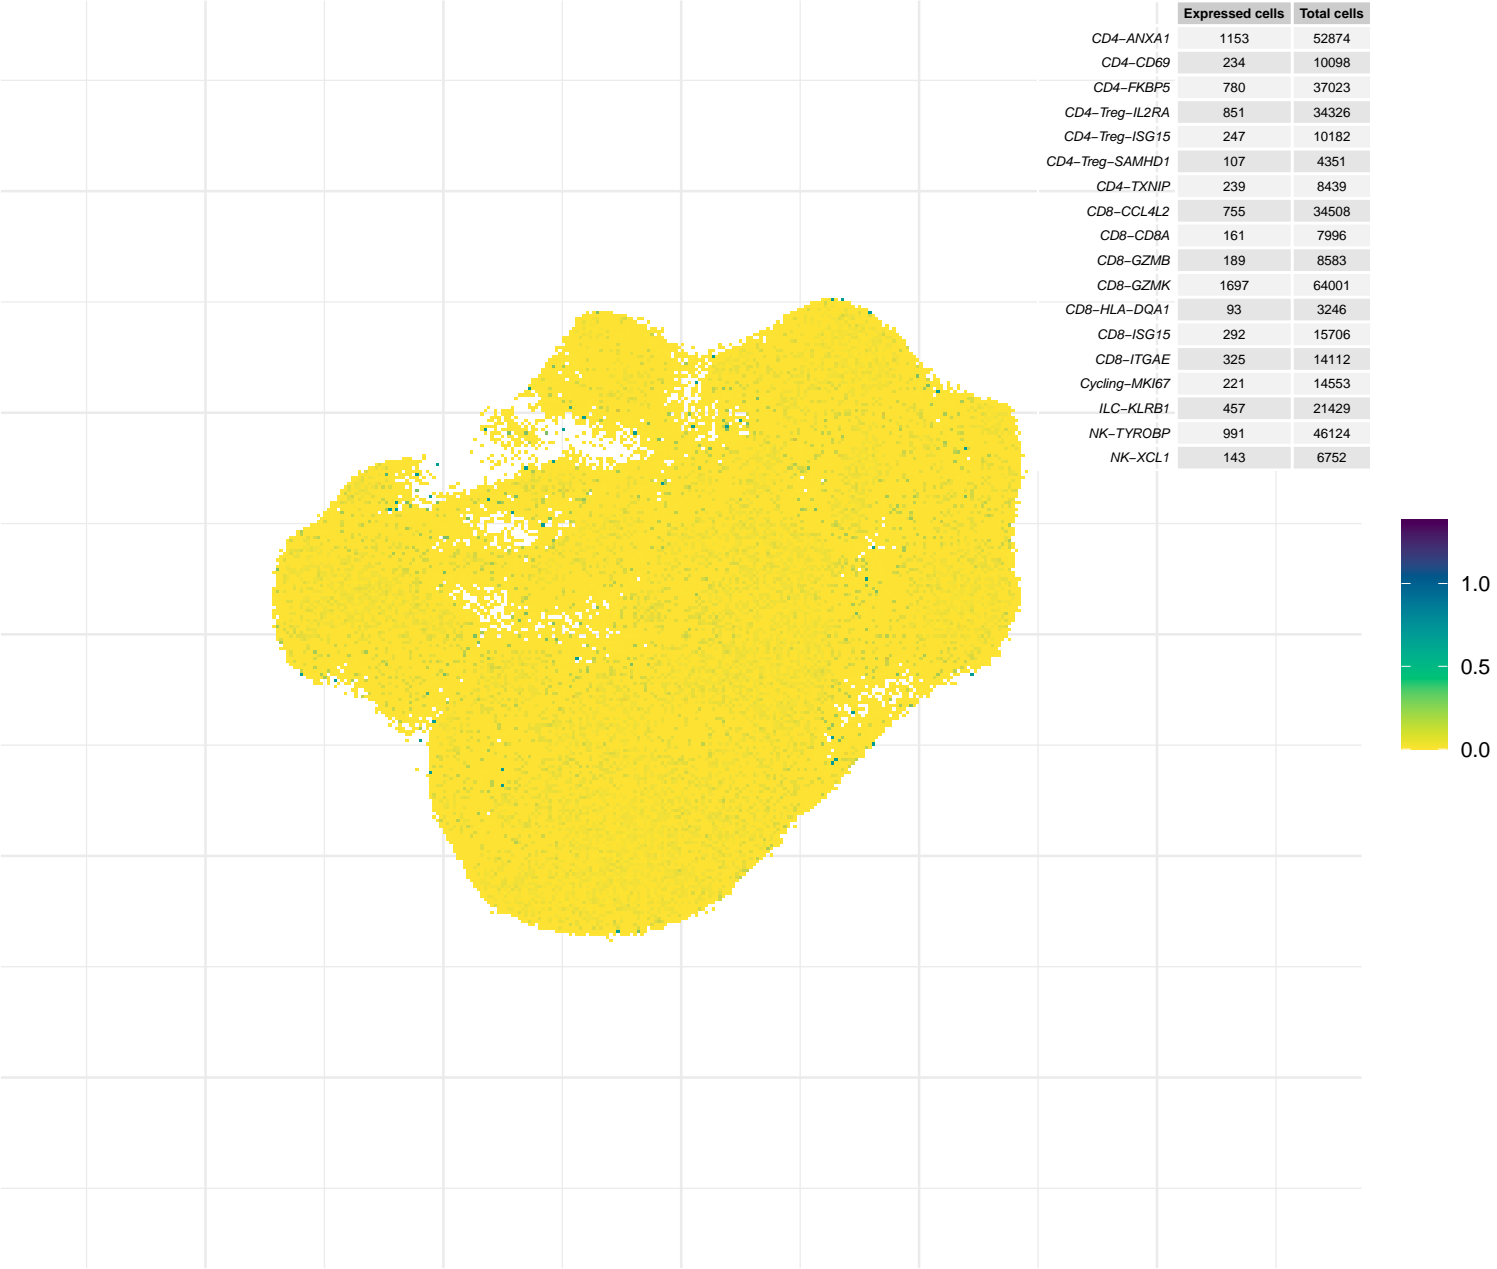 Expressed cells Total cells
CD4−ANXA1 1153 52874
CD4−CD69 234 10098
CD4−FKBP5 780 37023
CD4−Treg−IL2RA 851 34326
CD4−Treg−ISG15 247 10182
CD4−Treg−SAMHD1 107 4351
CD4−TXNIP 239 8439
CD8−CCL4L2 755 34508
CD8−CD8A 161 7996
CD8−GZMB 189 8583
CD8−GZMK 1697 64001
CD8−HLA−DQA1 93 3246
CD8−ISG15 292 15706
CD8−ITGAE 325 14112
Cycling−MKI67 221 14553
ILC−KLRB1 457 21429
NK−TYROBP 991 46124
NK−XCL1 143 6752
1.0
0.5
0.0